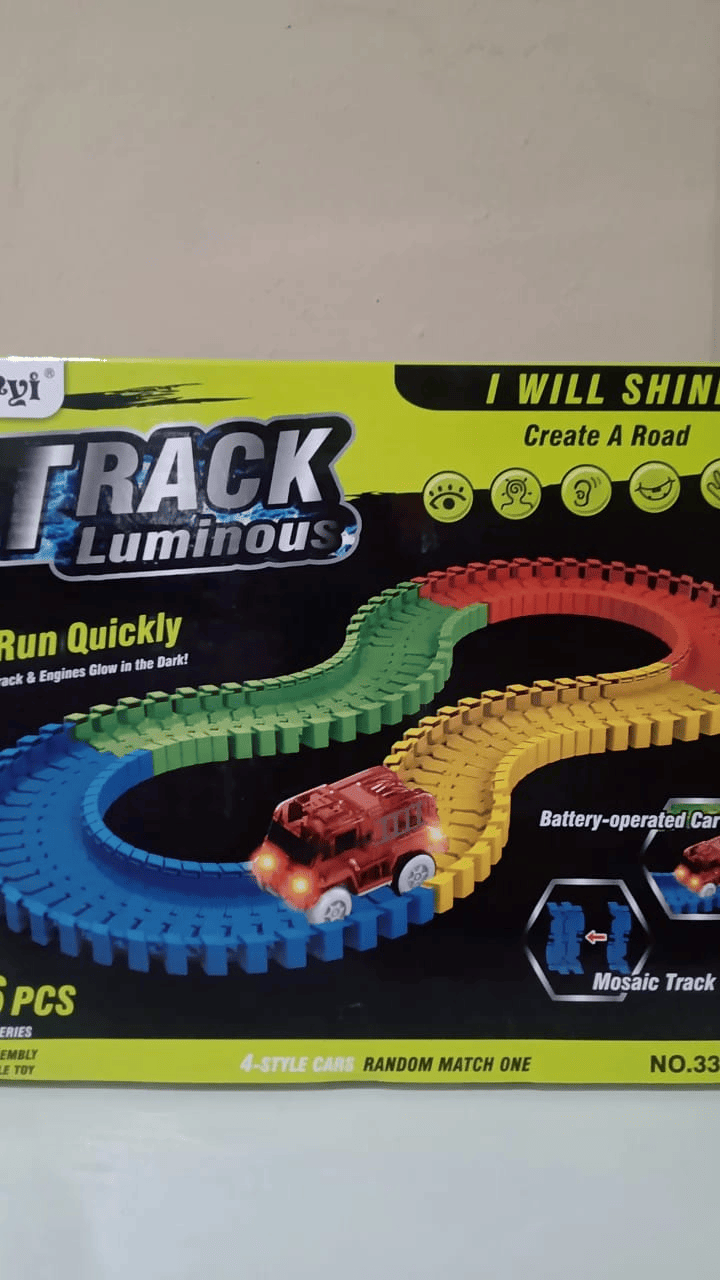 I WILL SHIN
Create A Road
TRACK
Luminous
Run Quickly
ack & Engines Glow in the Dark!
Battery-operated Car
Mosaic Track
PCS
ERIES
EMBLY
LE TOY
4-STYLE CARS RANDOM MATCH ONE
NO.33